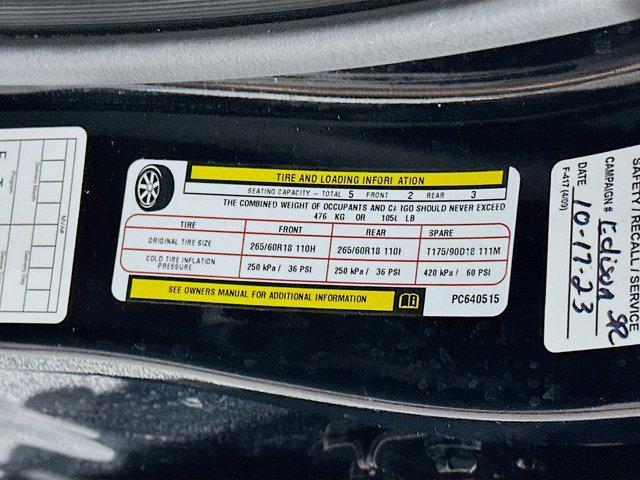 TIRE AND LOADING INFORMATION
SEATING CAPACITY – TOTAL 5 FRONT 2 REAR 3
THE COMBINED WEIGHT OF OCCUPANTS AND CARGO SHOULD NEVER EXCEED
476 KG OR LB
TIRE FRONT REAR SPARE
ORIGINAL TIRE SIZE 265/60R18 110H 265/60R18 110H T175/90D18 111M
COLD TIRE INFLATION PRESSURE 250 kPa / 36 PSI 250 kPa / 36 PSI 420 kPa / 60 PSI
SEE OWNERS MANUAL FOR ADDITIONAL INFORMATION
PC640515
SAFETY RECALL / SERVICE
CAMPAIGN # Edison
DATE 10-17-23
F-417 (4/09)
MVAB